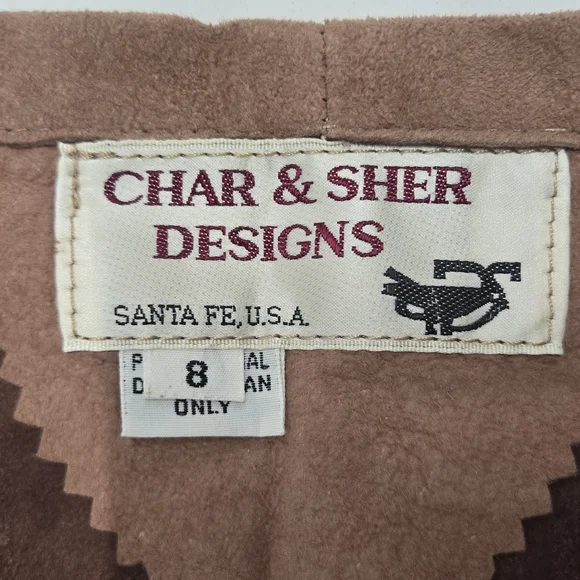 CHAR & SHER
DESIGNS
SANTA FE, U.S.A.
8
ONLY